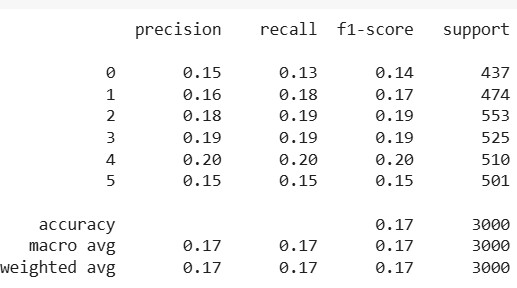 precision recall f1-score support
0 0.15 0.13 0.14 437
1 0.16 0.18 0.17 474
2 0.18 0.19 0.19 553
3 0.19 0.19 0.19 525
4 0.20 0.20 0.20 510
5 0.15 0.15 0.15 501
accuracy 0.17 3000
macro avg 0.17 0.17 0.17 3000
weighted avg 0.17 0.17 0.17 3000